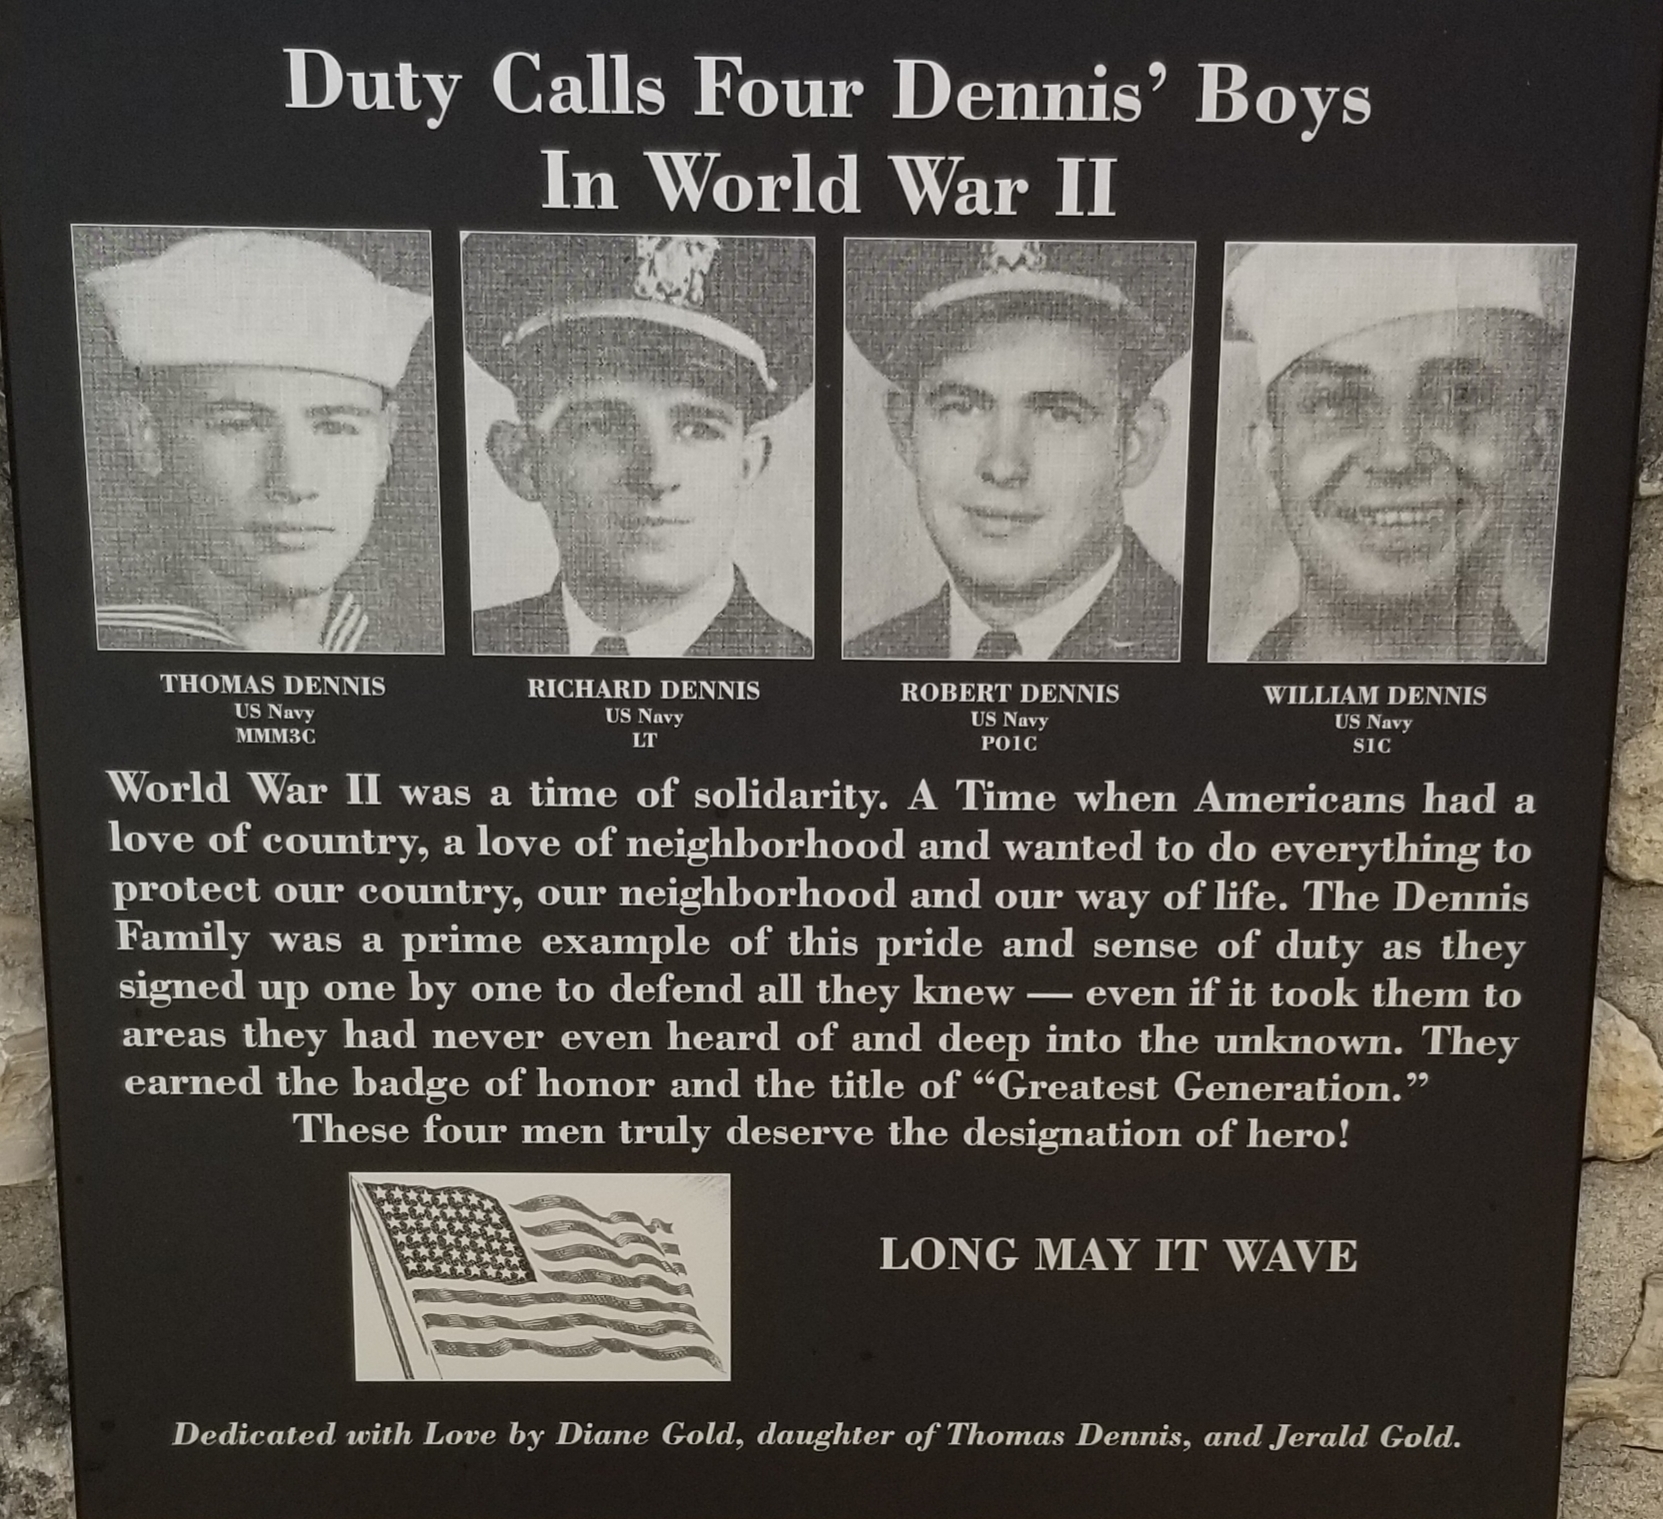 Duty Calls Four Dennis’ Boys
In World War II
THOMAS DENNIS
US Navy
MMM3C
RICHARD DENNIS
US Navy
LT
ROBERT DENNIS
US Navy
PO1C
WILLIAM DENNIS
US Navy
S1C
World War II was a time of solidarity. A Time when Americans had a
love of country, a love of neighborhood and wanted to do everything to
protect our country, our neighborhood and our way of life. The Dennis
Family was a prime example of this pride and sense of duty as they
signed up one by one to defend all they knew — even if it took them to
areas they had never even heard of and deep into the unknown. They
earned the badge of honor and the title of “Greatest Generation.”
These four men truly deserve the designation of hero!
LONG MAY IT WAVE
Dedicated with Love by Diane Gold, daughter of Thomas Dennis, and Jerald Gold.